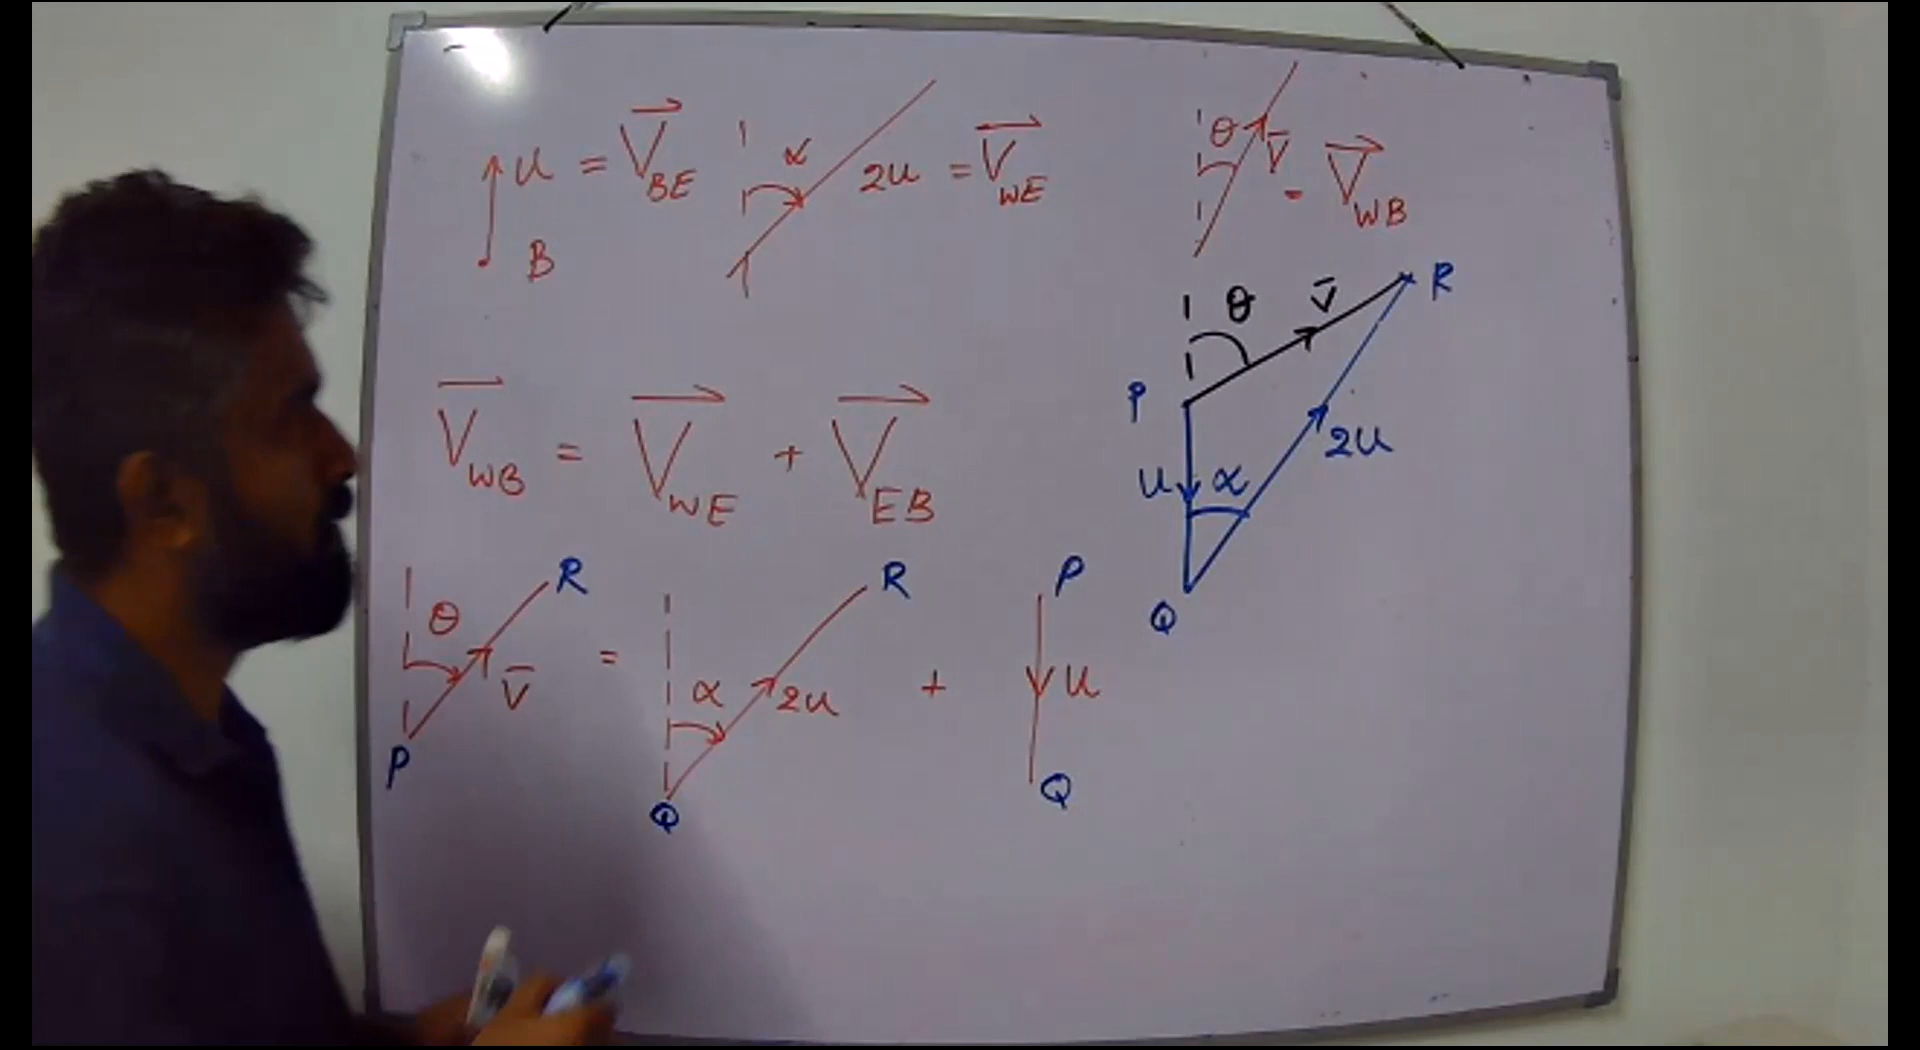 u = V⃗BE
B
α
2u = V⃗WE
θ
V̄ = V⃗WB
V⃗WB = V⃗WE + V⃗EB
θ V̄ R
P
u α 2u
Q
R R P
θ V̄ = α 2u + u
P Q Q